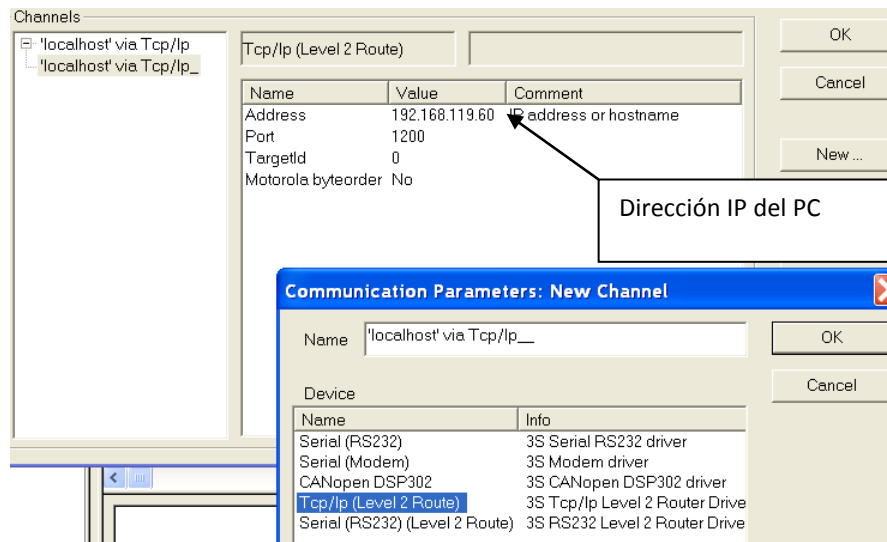 Channels
'localhost' via Tcp/Ip
'localhost' via Tcp/Ip_
Tcp/Ip (Level 2 Route)
OK
Cancel
New ...
Name Value Comment
Address 192.168.119.60 IP address or hostname
Port 1200
TargetId 0
Motorola byteorder No
Dirección IP del PC
Communication Parameters: New Channel
Name 'localhost' via Tcp/Ip__
OK
Cancel
Device
Name Info
Serial (RS232) 3S Serial RS232 driver
Serial (Modem) 3S Modem driver
CANopen DSP302 3S CANopen DSP302 driver
Tcp/Ip (Level 2 Route) 3S Tcp/Ip Level 2 Router Drive
Serial (RS232) (Level 2 Route) 3S RS232 Level 2 Router Drive